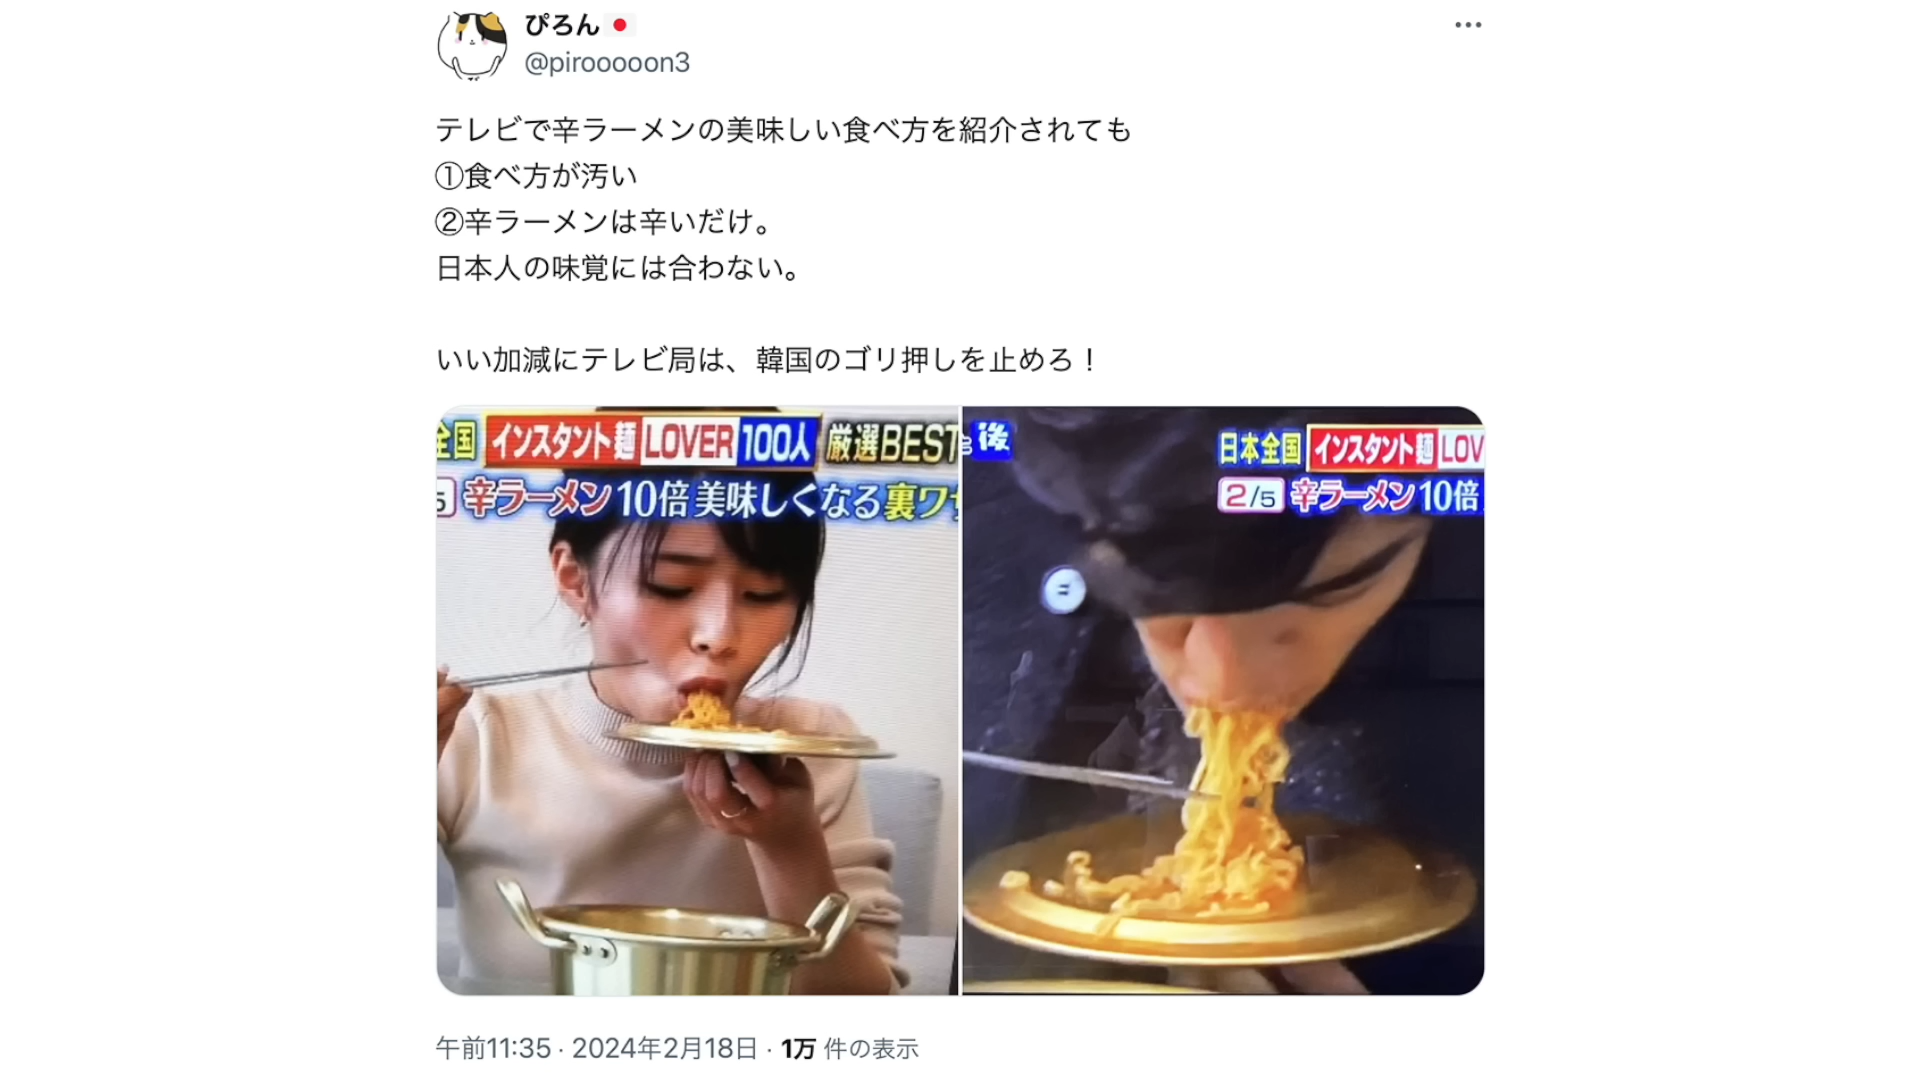 ぴろん🇯🇵
@pirooooon3
テレビで辛ラーメンの美味しい食べ方を紹介されても
①食べ方が汚い
②辛ラーメンは辛いだけ。
日本人の味覚には合わない。
いい加減にテレビ局は、韓国のゴリ押しを止めろ！
全国 インスタント麺 LOVER 100人 厳選BEST
5 辛ラーメン10倍美味しくなる裏ワザ
後
日本全国 インスタント麺 LOV
2/5 辛ラーメン10倍
午前11:35 · 2024年2月18日 · 1万 件の表示